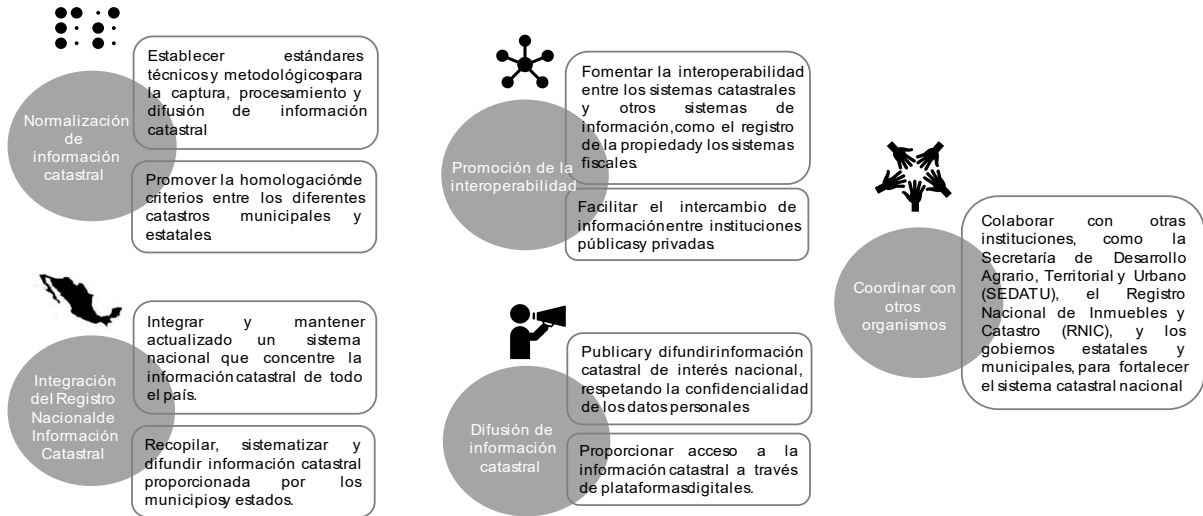 Normalización
de
información
catastral
Establecer estándares
técnicos y metodológicos para
la captura, procesamiento y
difusión de información
catastral
Promover la homologación de
criterios entre los diferentes
catastros municipales y
estatales.
Integración
del Registro
Nacional de
Información
Catastral
Integrar y mantener
actualizado un sistema
nacional que concentre la
información catastral de todo
el país.
Recopilar, sistematizar y
difundir información catastral
proporcionada por los
municipios y estados.
Promoción de la
interoperabilidad
Fomentar la interoperabilidad
entre los sistemas catastrales
y otros sistemas de
información, como el registro
de la propiedad y los sistemas
fiscales.
Facilitar el intercambio de
información entre instituciones
públicas y privadas.
Difusión de
información
catastral
Publicar y difundir información
catastral de interés nacional,
respetando la confidencialidad
de los datos personales
Proporcionar acceso a la
información catastral a través
de plataformas digitales.
Coordinar con
otros
organismos
Colaborar con otras
instituciones, como la
Secretaría de Desarrollo
Agrario, Territorial y Urbano
(SEDATU), el Registro
Nacional de Inmuebles y
Catastro (RNIC), y los
gobiernos estatales y
municipales, para fortalecer
el sistema catastral nacional